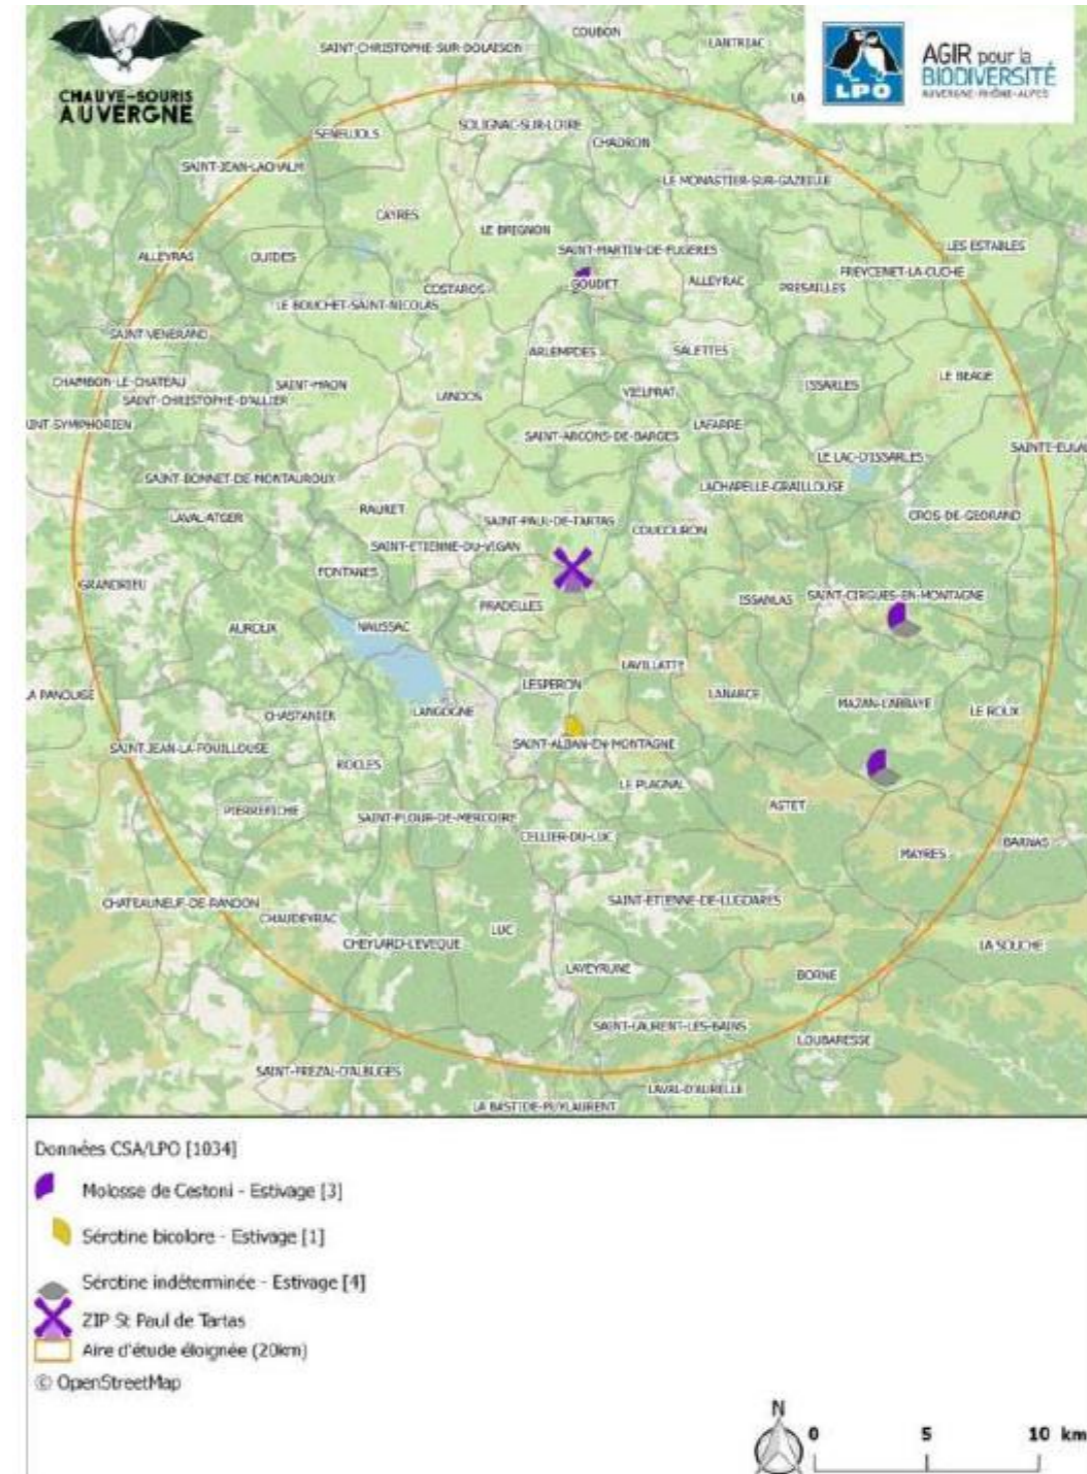 COUBON
LANTRIAC
SAINT-CHRISTOPHE-SUR-DOLAISON
CHAUVE-SOURIS
AUVERGNE
LPO
AGIR pour la
BIODIVERSITÉ
AUVERGNE-RHÔNE-ALPES
LA
SENEUJOLS
SOLIGNAC-SUR-LOIRE
CHADRON
SAINT-JEAN-LACHALM
LE MONASTIER-SUR-GAZEILLE
CAYRES
LE BRIGNON
SAINT-MARTIN-DE-FUGERES
LES ESTABLES
ALLEYRAS
OUIDES
FREYCENET-LA-CUCHE
COSTAROS
GOUDET
ALLEYRAC
PRESAILLES
LE BOUCHET-SAINT-NICOLAS
SAINT VENERAND
ARLEMPDES
SALETTES
CHAMBON-LE-CHATEAU
SAINT-HAON
ISSARLES
LE BEAGE
SAINT-CHRISTOPHE-D'ALLIER
LANDOS
VIELPRAT
INT-SYMPHORIEN
SAINT-ARCONS-DE-BARGES
LAFARRE
SAINTE-EULA
LE LAC-D'ISSARLES
SAINT-BONNET-DE-MONTAUROUX
LACHAPELLE-GRAILLOUSE
RAURET
LAVAL-ATGER
SAINT-PAUL-DE-TARTAS
COUCOURON
CROS-DE-GEORAND
SAINT-ETIENNE-DU-VIGAN
FONTANES
GRANDRIEU
PRADELLES
ISSANLAS
SAINT-CIRGUES-EN-MONTAGNE
AUROUX
NAUSSAC
LAVILLATTE
LESPERON
LA PANOUSE
LANARCE
MAZAN-L'ABBAYE
LE ROUX
CHASTANIER
LANGOGNE
SAINT-JEAN-LA-FOUILLOUSE
SAINT-ALBAN-EN-MONTAGNE
ROCLES
LE PLAGNAL
ASTET
PIERREFICHE
SAINT-FLOUR-DE-MERCOIRE
CELLIER-DU-LUC
BARNAS
MAYRES
CHATEAUNEUF-DE-RANDON
SAINT-ETIENNE-DE-LUGDARES
CHAUDEYRAC
LUC
CHEYLARD-L'EVEQUE
LA SOUCHE
LAVEYRUNE
BORNE
SAINT-LAURENT-LES-BAINS
LOUBARESSE
SAINT-FREZAL-D'ALBUGES
LAVAL-D'AURELLE
LA BASTIDE-PUYLAURENT
Données CSA/LPO [1034]
Molosse de Cestoni - Estivage [3]
Sérotine bicolore - Estivage [1]
Sérotine indéterminée - Estivage [4]
ZIP St Paul de Tartas
Aire d'étude éloignée (20km)
© OpenStreetMap
N
0 5 10 km